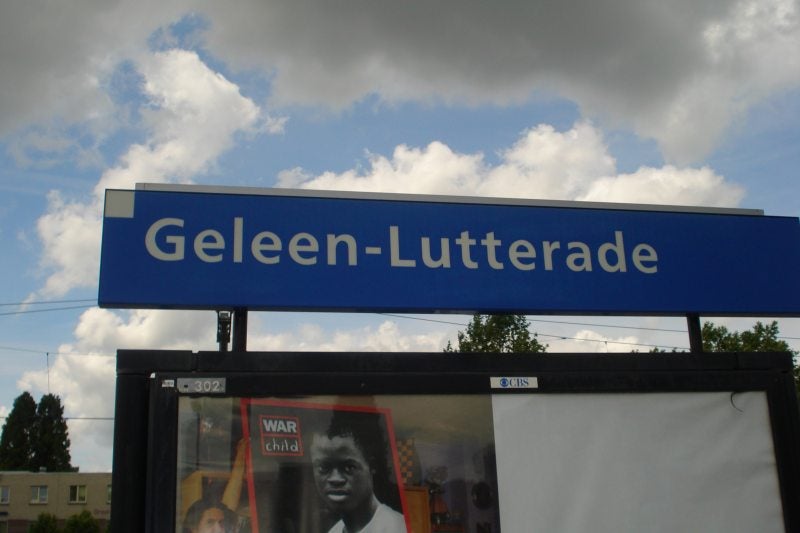 Geleen-Lutterade
302
CBS
WAR
child